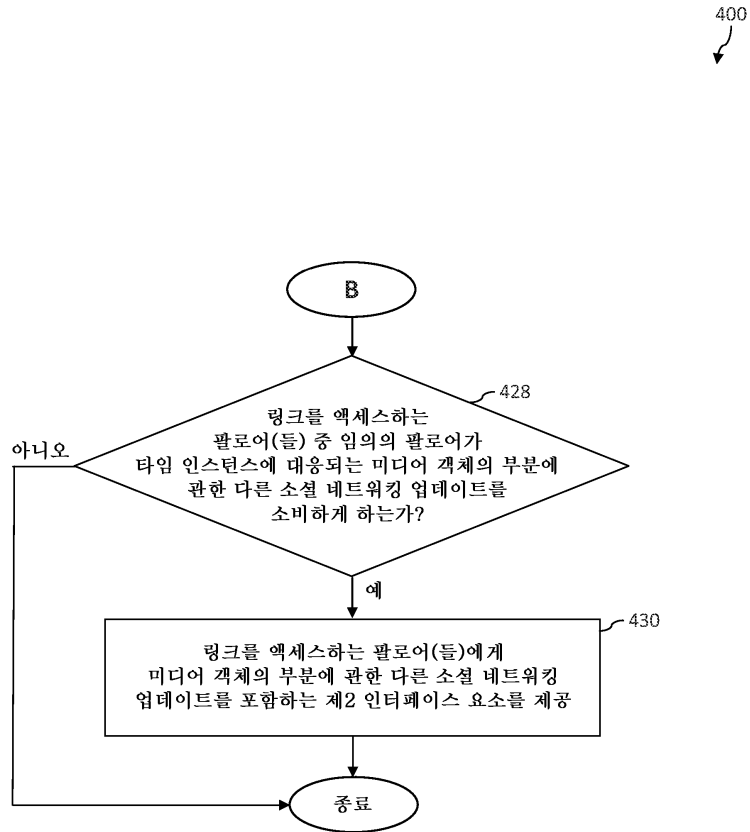 400
B
428
링크를 액세스하는
팔로어(들) 중 임의의 팔로어가
타임 인스턴스에 대응되는 미디어 객체의 부분에
관한 다른 소셜 네트워킹 업데이트를
소비하게 하는가?
아니오
예
430
링크를 액세스하는 팔로어(들)에게
미디어 객체의 부분에 관한 다른 소셜 네트워킹
업데이트를 포함하는 제2 인터페이스 요소를 제공
종료